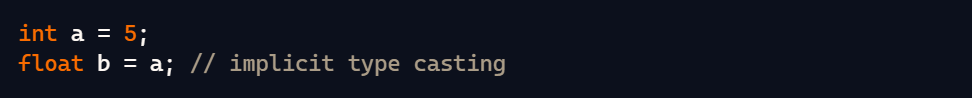 int a = 5;
float b = a; // implicit type casting